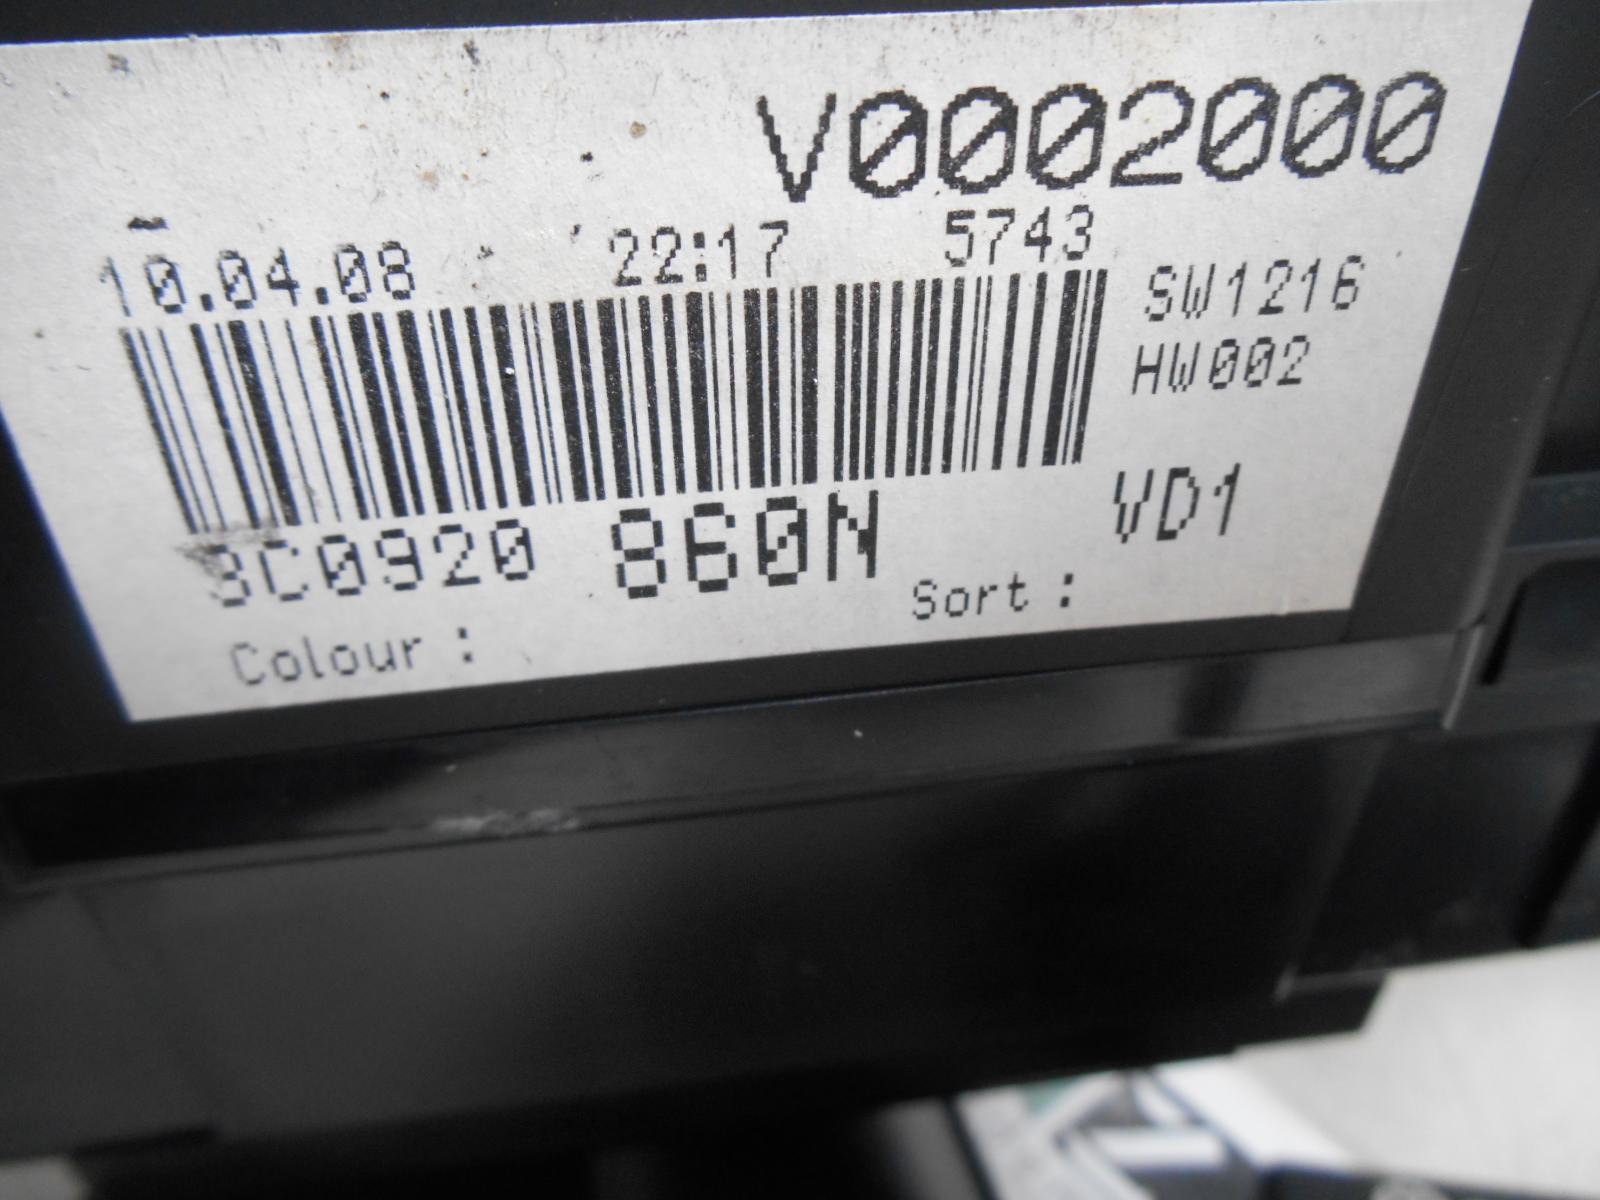 V0002000
10.04.08 22:17 5743
SW1216
HW002
3C0920 860N VD1
Colour : Sort :